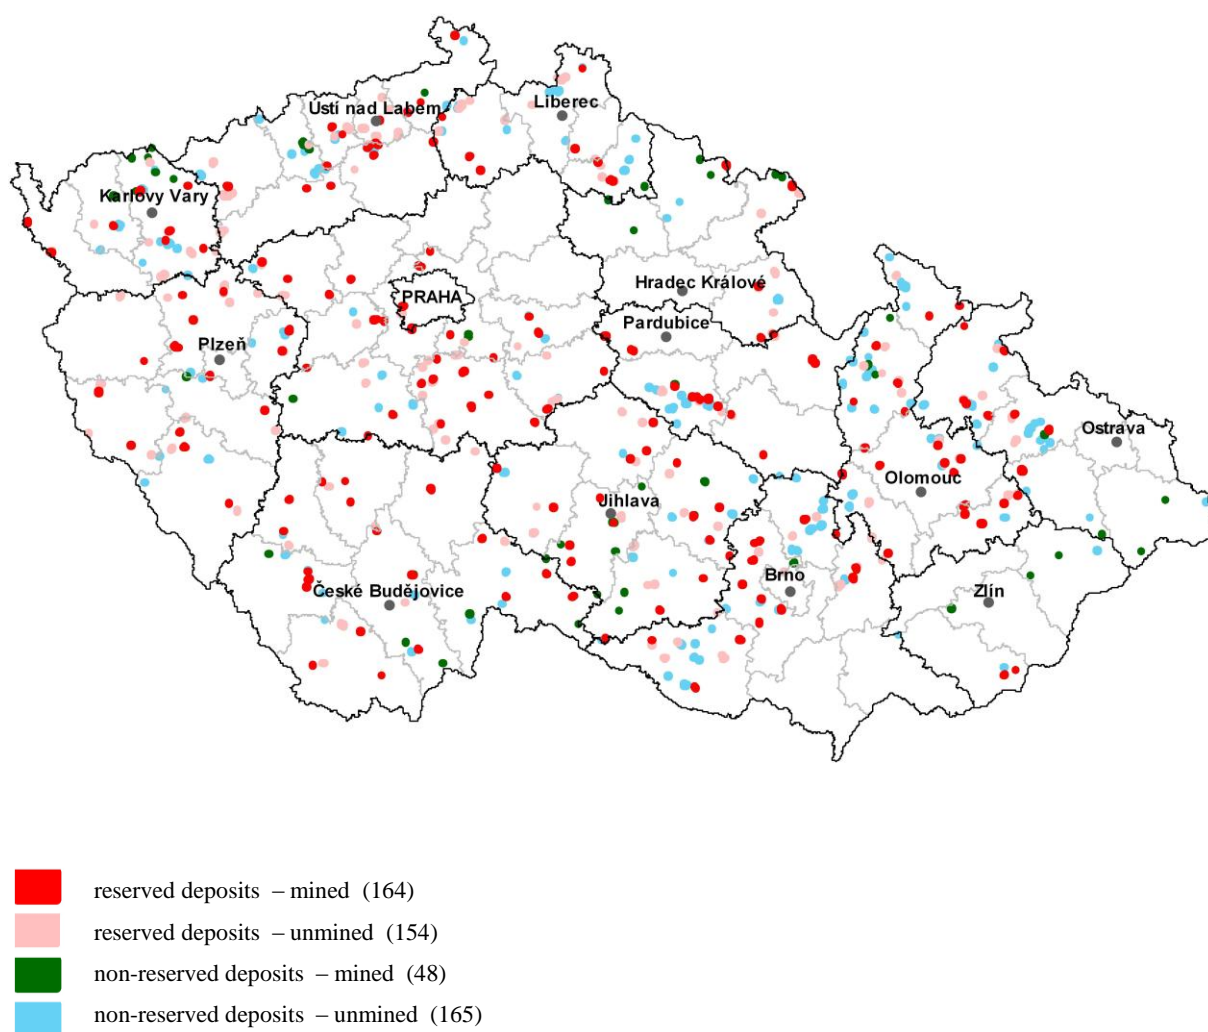 Ústí nad Labem
Liberec
Karlovy Vary
Hradec Králové
PRAHA
Pardubice
Plzeň
Ostrava
Olomouc
Jihlava
Brno
České Budějovice
Zlín
reserved deposits – mined (164)
reserved deposits – unmined (154)
non-reserved deposits – mined (48)
non-reserved deposits – unmined (165)